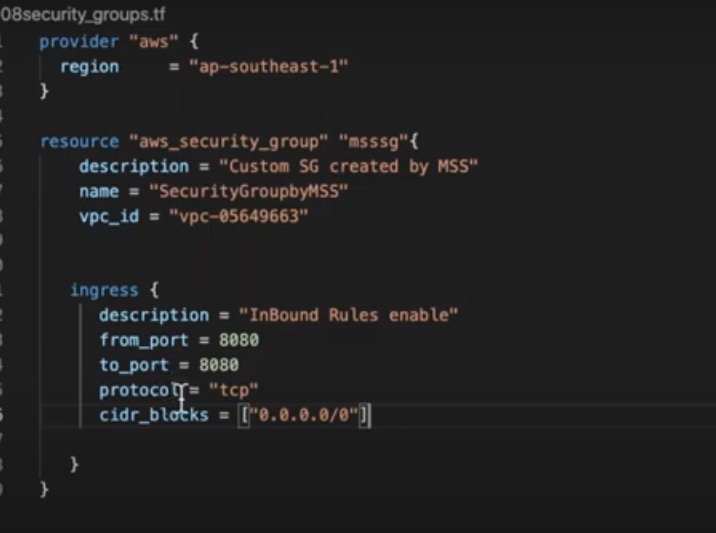 08security_groups.tf
provider "aws" {
region = "ap-southeast-1"
}
resource "aws_security_group" "msssg"{
description = "Custom SG created by MSS"
name = "SecurityGroupbyMSS"
vpc_id = "vpc-05649663"
ingress {
description = "InBound Rules enable"
from_port = 8080
to_port = 8080
protocol = "tcp"
cidr_blocks = ["0.0.0.0/0"]
}
}